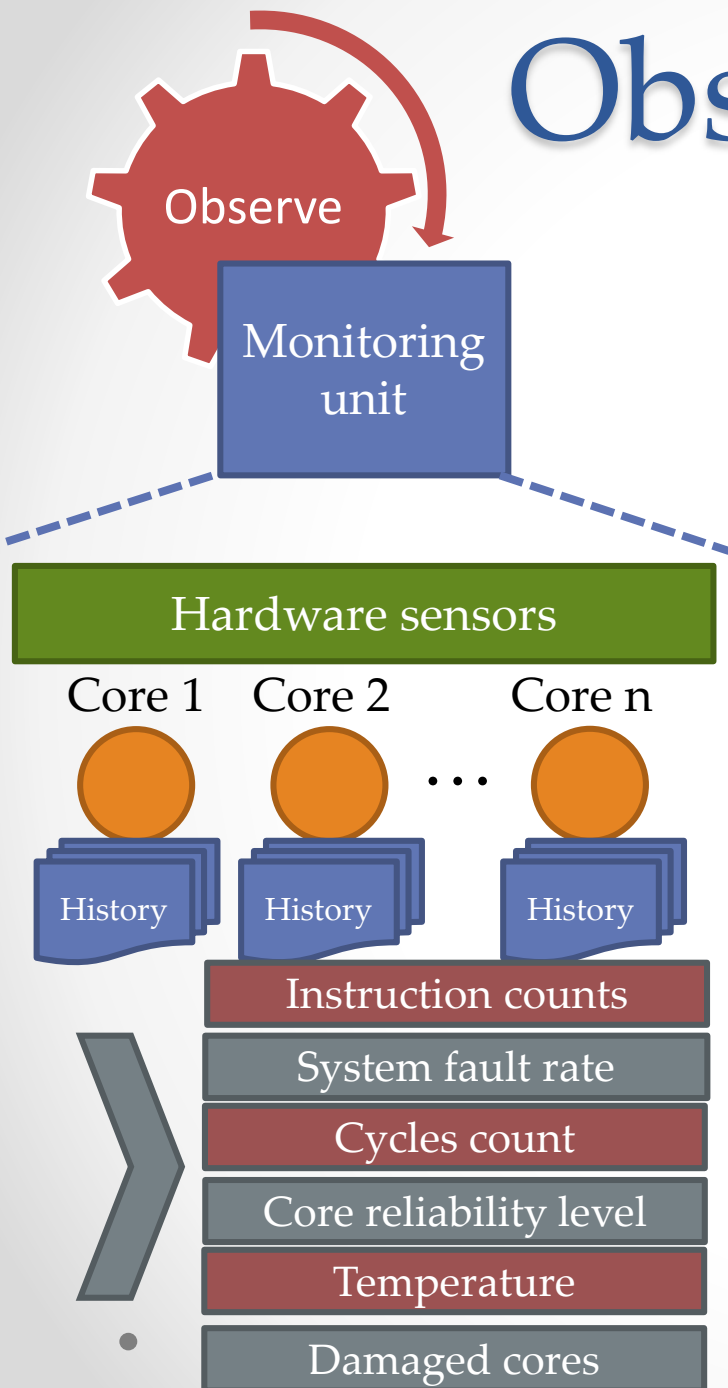 Obs
Observe
Monitoring
unit
Hardware sensors
Core 1 Core 2 Core n
...
History History History
Instruction counts
System fault rate
Cycles count
Core reliability level
Temperature
Damaged cores